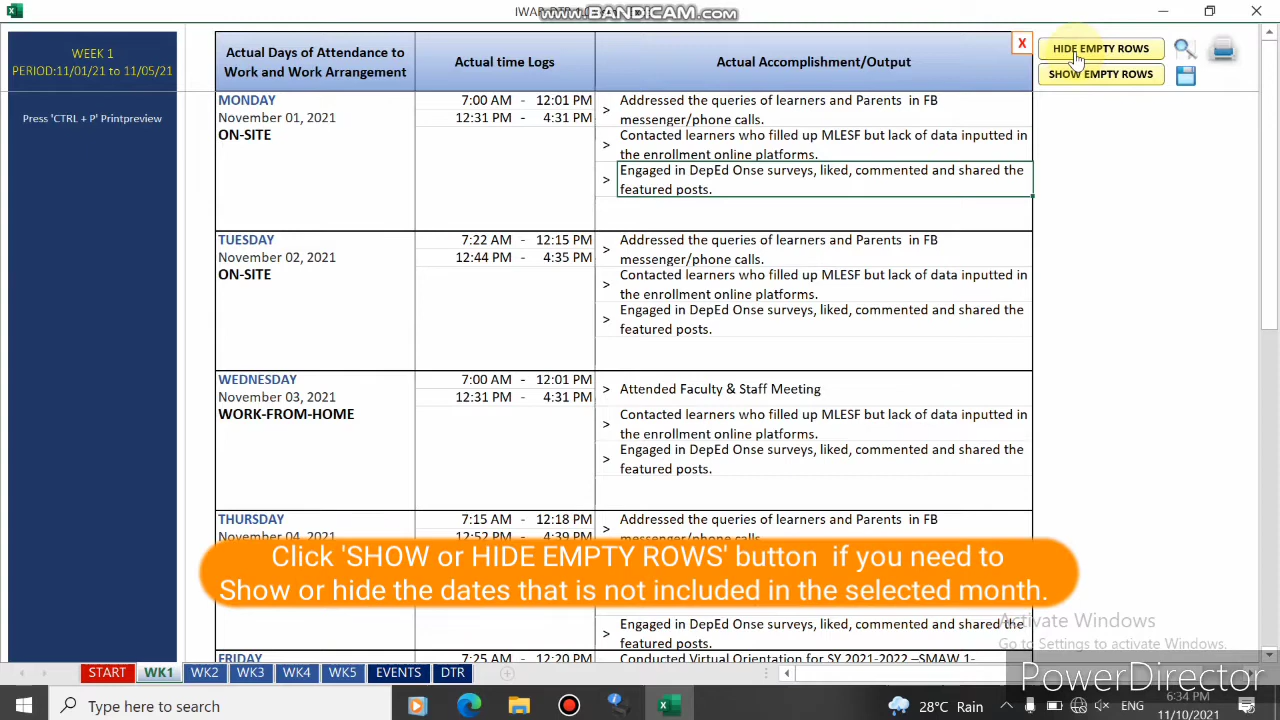 www.BANDICAM.com
WEEK 1
PERIOD:11/01/21 to 11/05/21
Press 'CTRL + P' Printpreview
Actual Days of Attendance to
Work and Work Arrangement
Actual time Logs
Actual Accomplishment/Output
X
HIDE EMPTY ROWS
SHOW EMPTY ROWS
MONDAY
November 01, 2021
ON-SITE
7:00 AM - 12:01 PM
12:31 PM - 4:31 PM
> Addressed the queries of learners and Parents in FB
messenger/phone calls.
> Contacted learners who filled up MLESF but lack of data inputted in
the enrollment online platforms.
> Engaged in DepEd Onse surveys, liked, commented and shared the
featured posts.
TUESDAY
November 02, 2021
ON-SITE
7:22 AM - 12:15 PM
12:44 PM - 4:35 PM
> Addressed the queries of learners and Parents in FB
messenger/phone calls.
> Contacted learners who filled up MLESF but lack of data inputted in
the enrollment online platforms.
> Engaged in DepEd Onse surveys, liked, commented and shared the
featured posts.
WEDNESDAY
November 03, 2021
WORK-FROM-HOME
7:00 AM - 12:01 PM
12:31 PM - 4:31 PM
> Attended Faculty & Staff Meeting
> Contacted learners who filled up MLESF but lack of data inputted in
the enrollment online platforms.
> Engaged in DepEd Onse surveys, liked, commented and shared the
featured posts.
THURSDAY
November 04, 2021
7:15 AM - 12:18 PM
12:52 PM - 4:39 PM
> Addressed the queries of learners and Parents in FB
messenger/phone calls.
Click 'SHOW or HIDE EMPTY ROWS' button if you need to
Show or hide the dates that is not included in the selected month.
> Engaged in DepEd Onse surveys, liked, commented and shared the
featured posts.
FRIDAY
7:25 AM - 12:20 PM
Conducted Virtual Orientation for SY 2021-2022 –SMAW 1-
Activate Windows
Go to Settings to activate Windows.
START WK1 WK2 WK3 WK4 WK5 EVENTS DTR
PowerDirector
Type here to search
28°C Rain
ENG
6:34 PM
11/10/2021